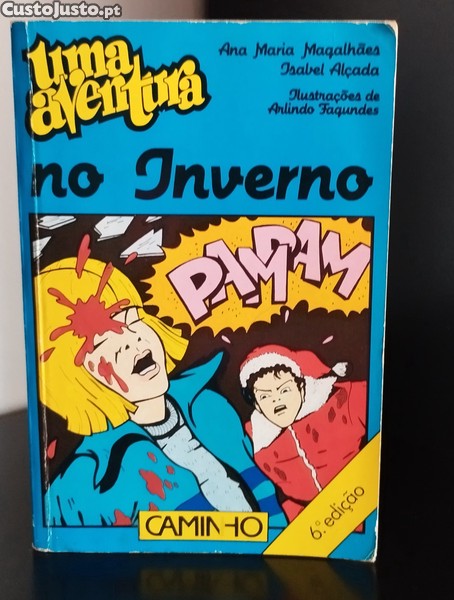 CustoJusto.pt
uma
aventura
Ana Maria Magalhães
Isabel Alçada
Ilustrações de
Arlindo Fagundes
no Inverno
PAM PAM
6.ª edição
CAMINHO